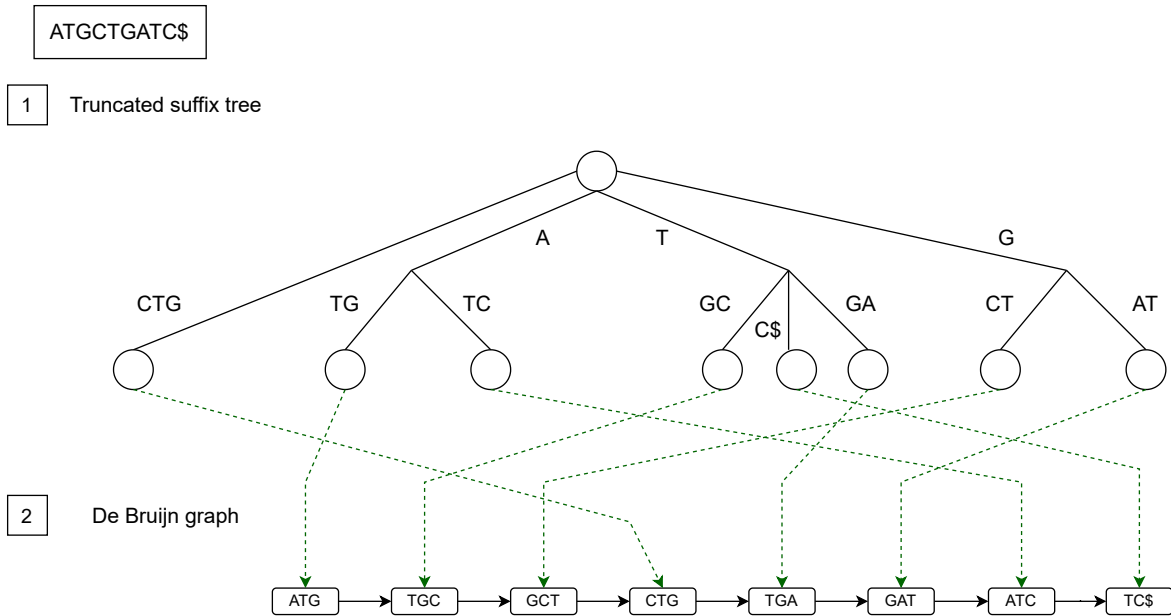 ATGCTGATC$
1 Truncated suffix tree
A T G
CTG TG TC GC C$ GA CT AT
2 De Bruijn graph
ATG TGC GCT CTG TGA GAT ATC TC$